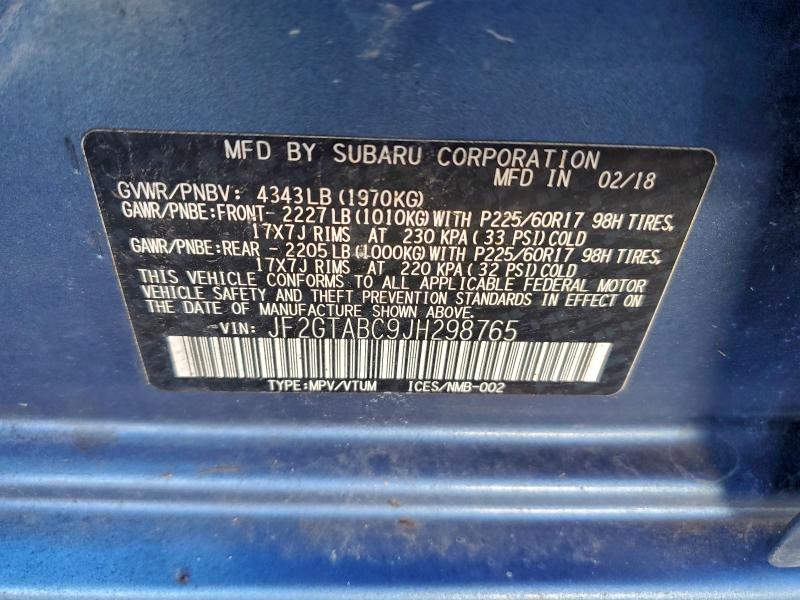 MFD BY SUBARU CORPORATION
MFD IN 02/18
GVWR/PNBV: 4343LB (1970KG)
GAWR/PNBE:FRONT- 2227LB(1010KG)WITH P225/60R17 98H TIRES,
17X7J RIMS AT 230 KPA (33 PSI)COLD
GAWR/PNBE:REAR - 2205LB(1000KG)WITH P225/60R17 98H TIRES,
17X7J RIMS AT 220 KPA (32 PSI)COLD
THIS VEHICLE CONFORMS TO ALL APPLICABLE FEDERAL MOTOR
VEHICLE SAFETY AND THEFT PREVENTION STANDARDS IN EFFECT ON
THE DATE OF MANUFACTURE SHOWN ABOVE.
-VIN: JF2GTABC9JH298765
TYPE:MPV/VTUM ICES/NMB-002